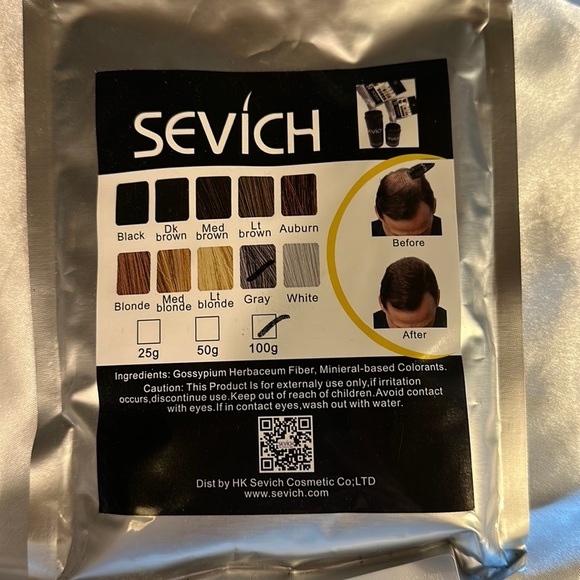 SEVICH
Black
Dk brown
Med brown
Lt brown
Auburn
Before
Blonde
Med blonde
Lt blonde
Gray
White
25g
50g
100g
After
Ingredients: Gossypium Herbaceum Fiber, Minieral-based Colorants.
Caution: This Product Is for externaly use only,if irritation
occurs,discontinue use.Keep out of reach of children.Avoid contact
with eyes.If in contact eyes,wash out with water.
SEVICH
Dist by HK Sevich Cosmetic Co;LTD
www.sevich.com